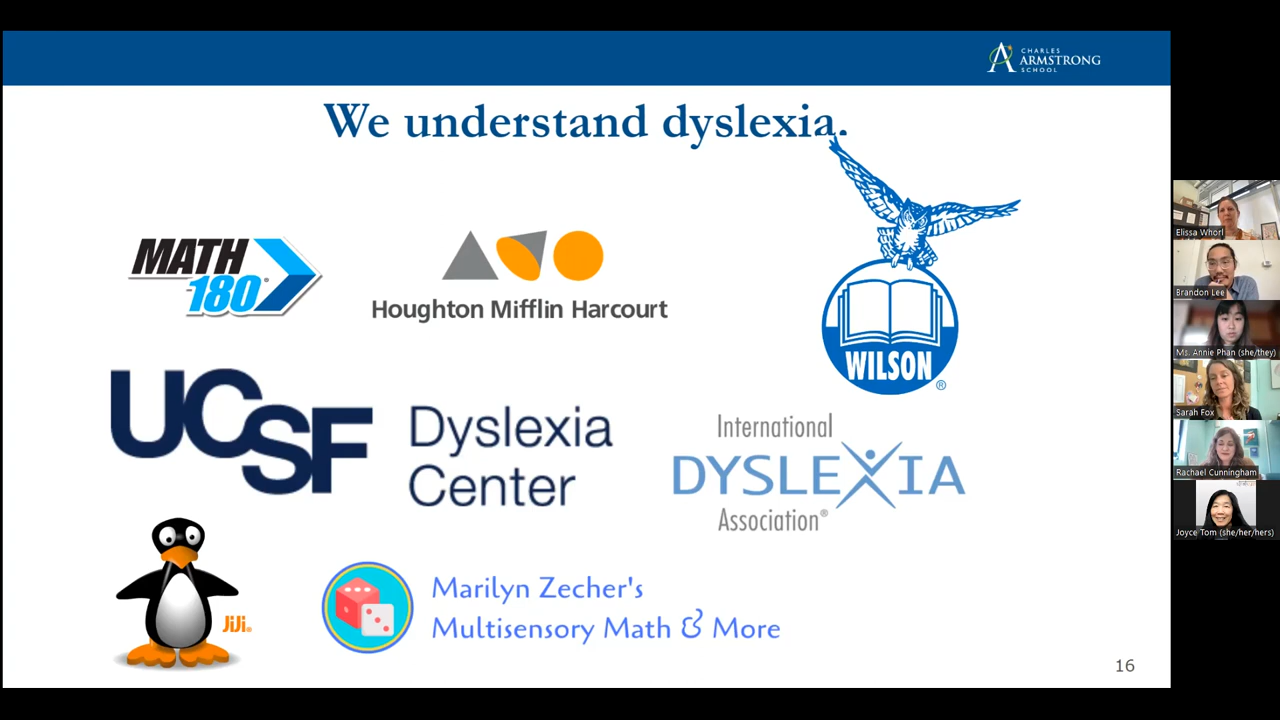 CHARLES
ARMSTRONG
SCHOOL
We understand dyslexia.
MATH
180®
Houghton Mifflin Harcourt
WILSON
®
UCSF
Dyslexia
Center
International
DYSLEXIA
Association®
JiJi®
Marilyn Zecher's
Multisensory Math & More
16
Elissa Whorl
Brandon Lee
Ms. Annie Phan (she/they)
Sarah Fox
Rachael Cunningham
Joyce Tom (she/her/hers)